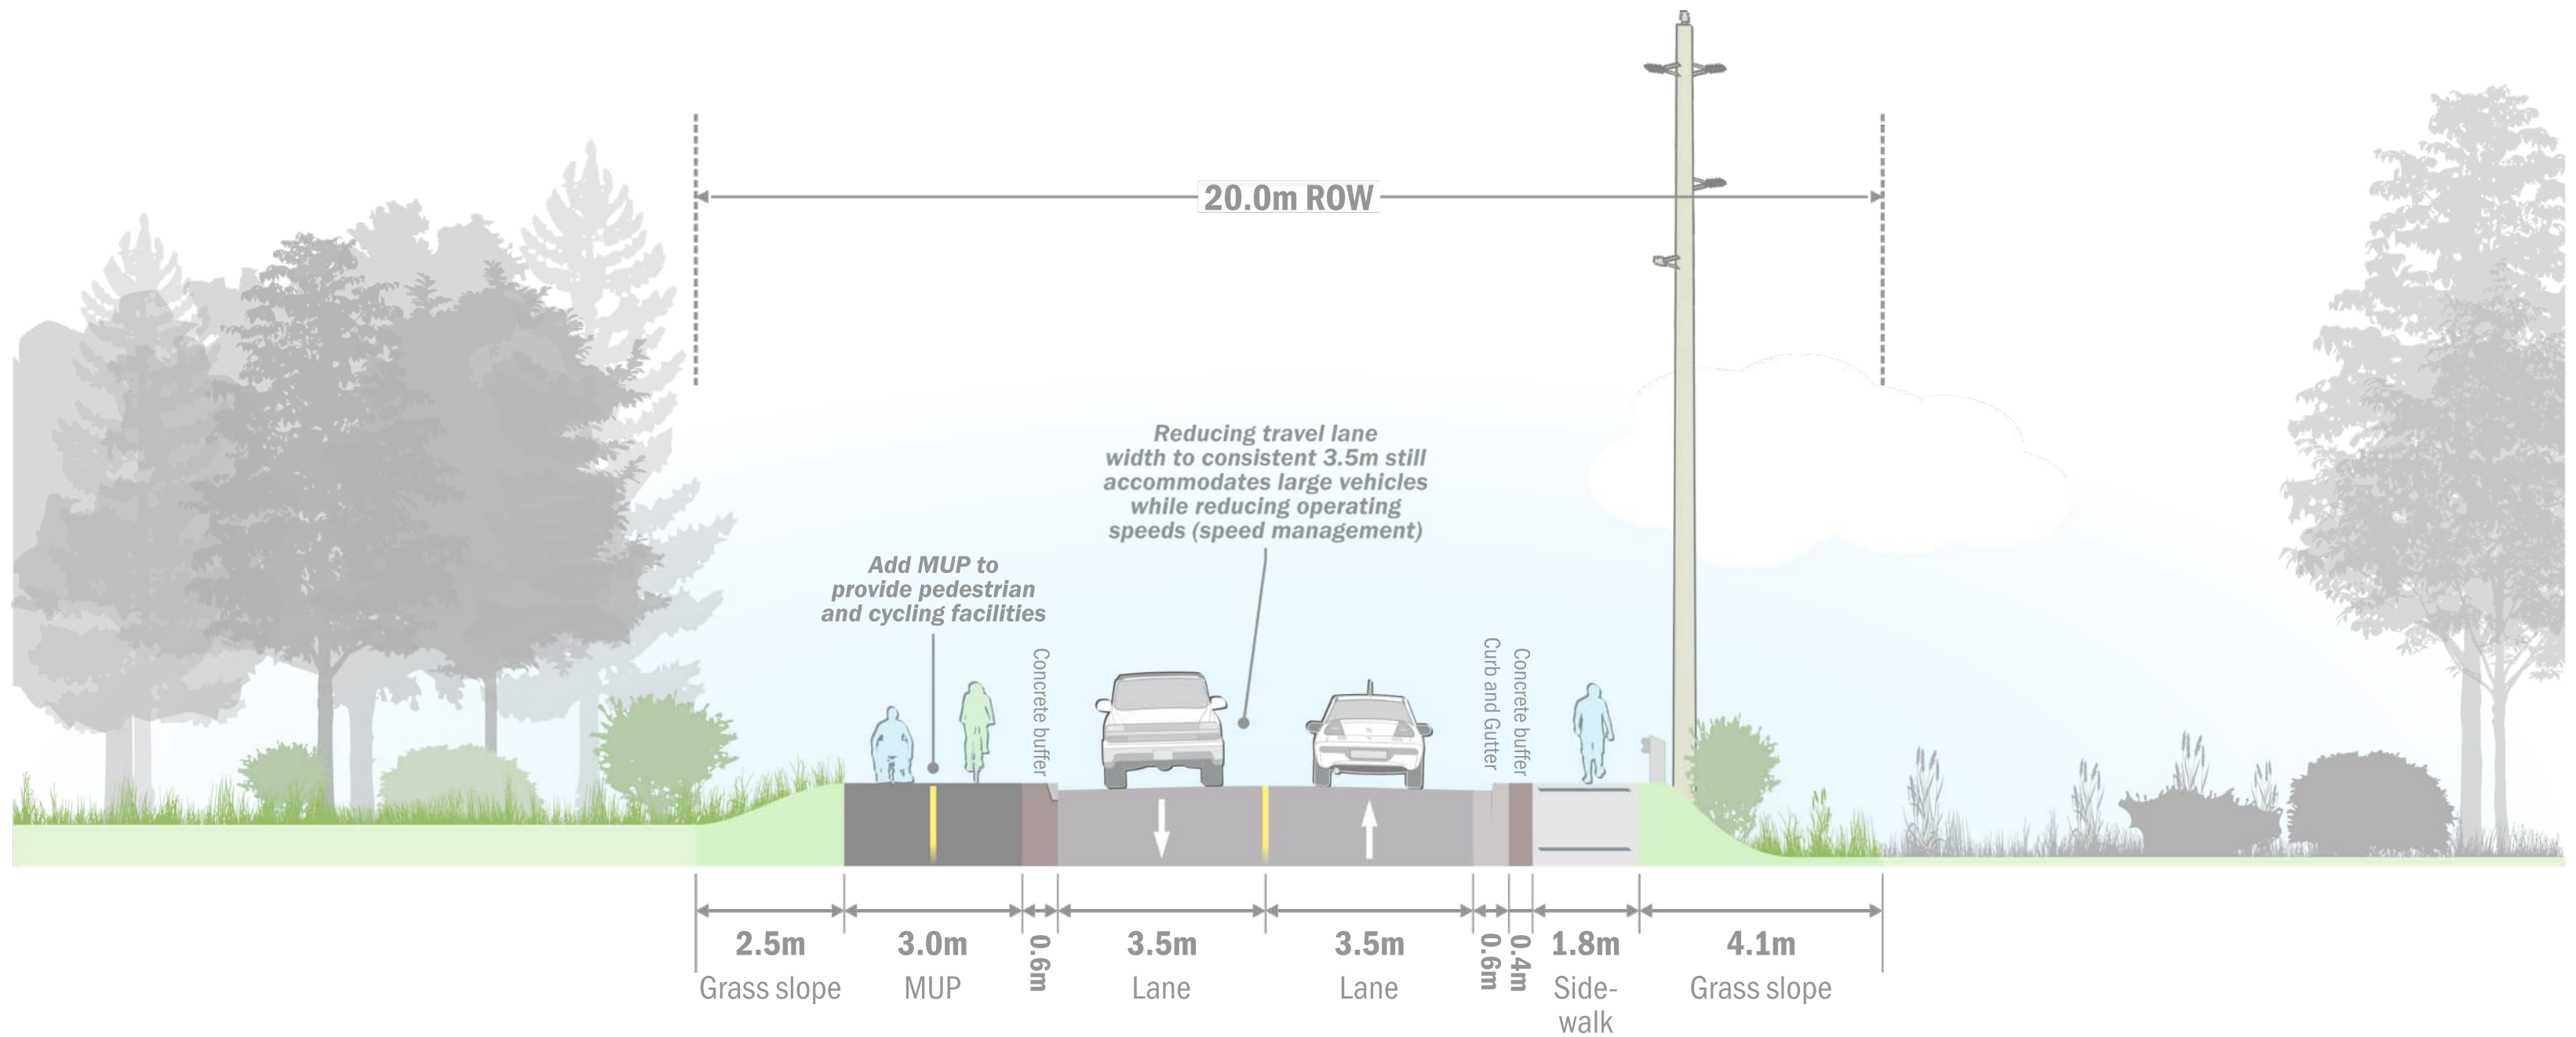 20.0m ROW
Reducing travel lane
width to consistent 3.5m still
accommodates large vehicles
while reducing operating
speeds (speed management)
Add MUP to
provide pedestrian
and cycling facilities
Concrete buffer
Curb and Gutter
Concrete buffer
2.5m
Grass slope
3.0m
MUP
0.6m
3.5m
Lane
3.5m
Lane
0.6m
0.4m
1.8m
Side-
walk
4.1m
Grass slope